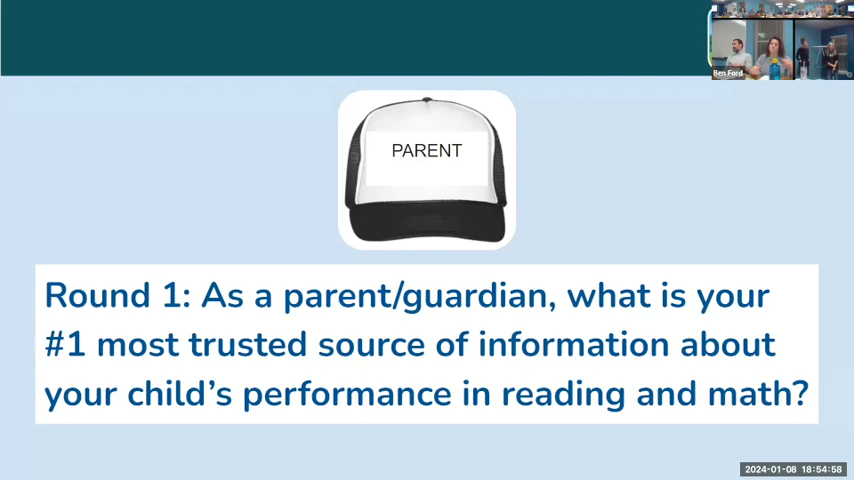 Ben Ford
PARENT
Round 1: As a parent/guardian, what is your
#1 most trusted source of information about
your child's performance in reading and math?
2024-01-08 18:54:58